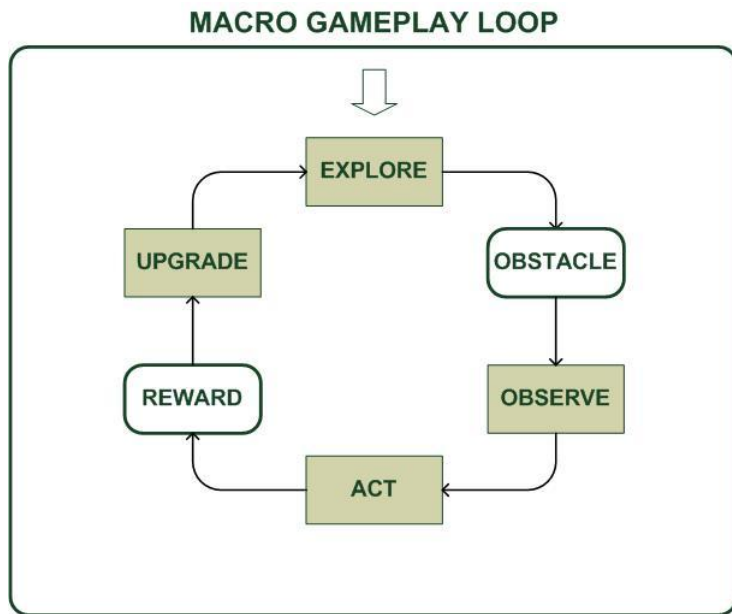 MACRO GAMEPLAY LOOP
EXPLORE
OBSTACLE
OBSERVE
ACT
REWARD
UPGRADE